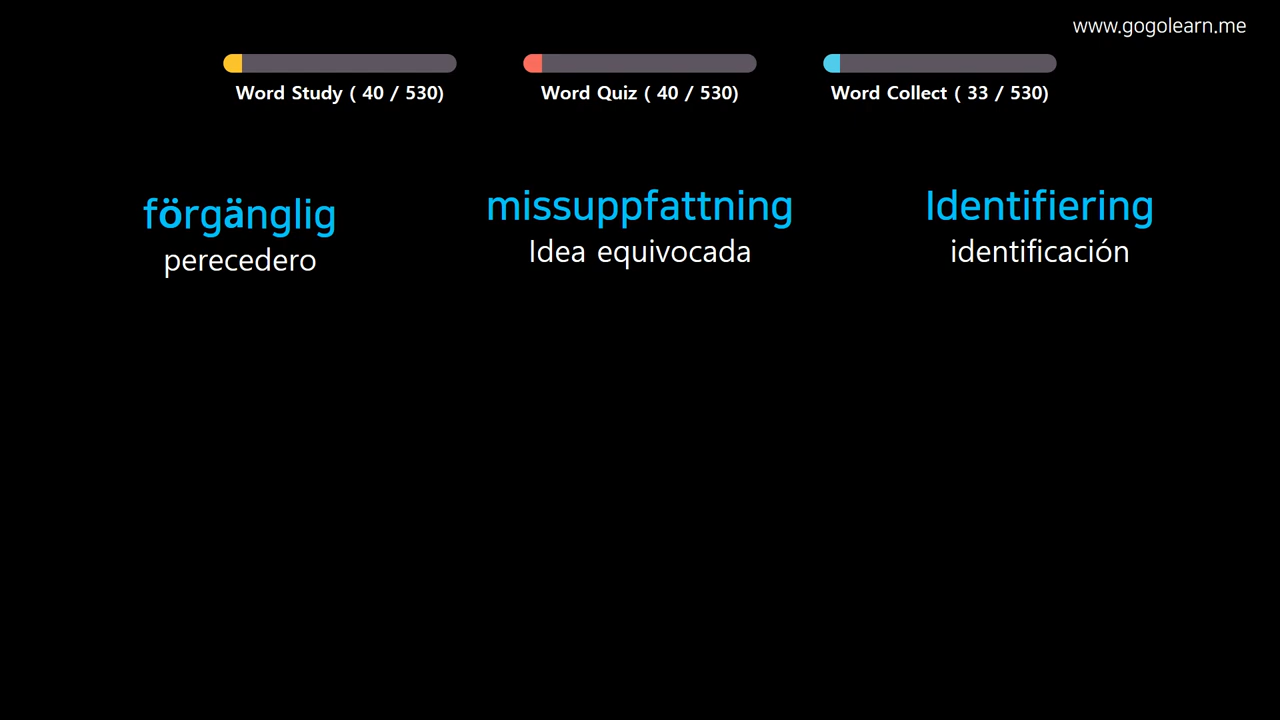 www.gogolearn.me
Word Study ( 40 / 530)
Word Quiz ( 40 / 530)
Word Collect ( 33 / 530)
förgänglig
perecedero
missuppfattning
Idea equivocada
Identifiering
identificación